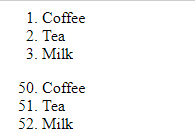 1. Coffee
2. Tea
3. Milk
50. Coffee
51. Tea
52. Milk